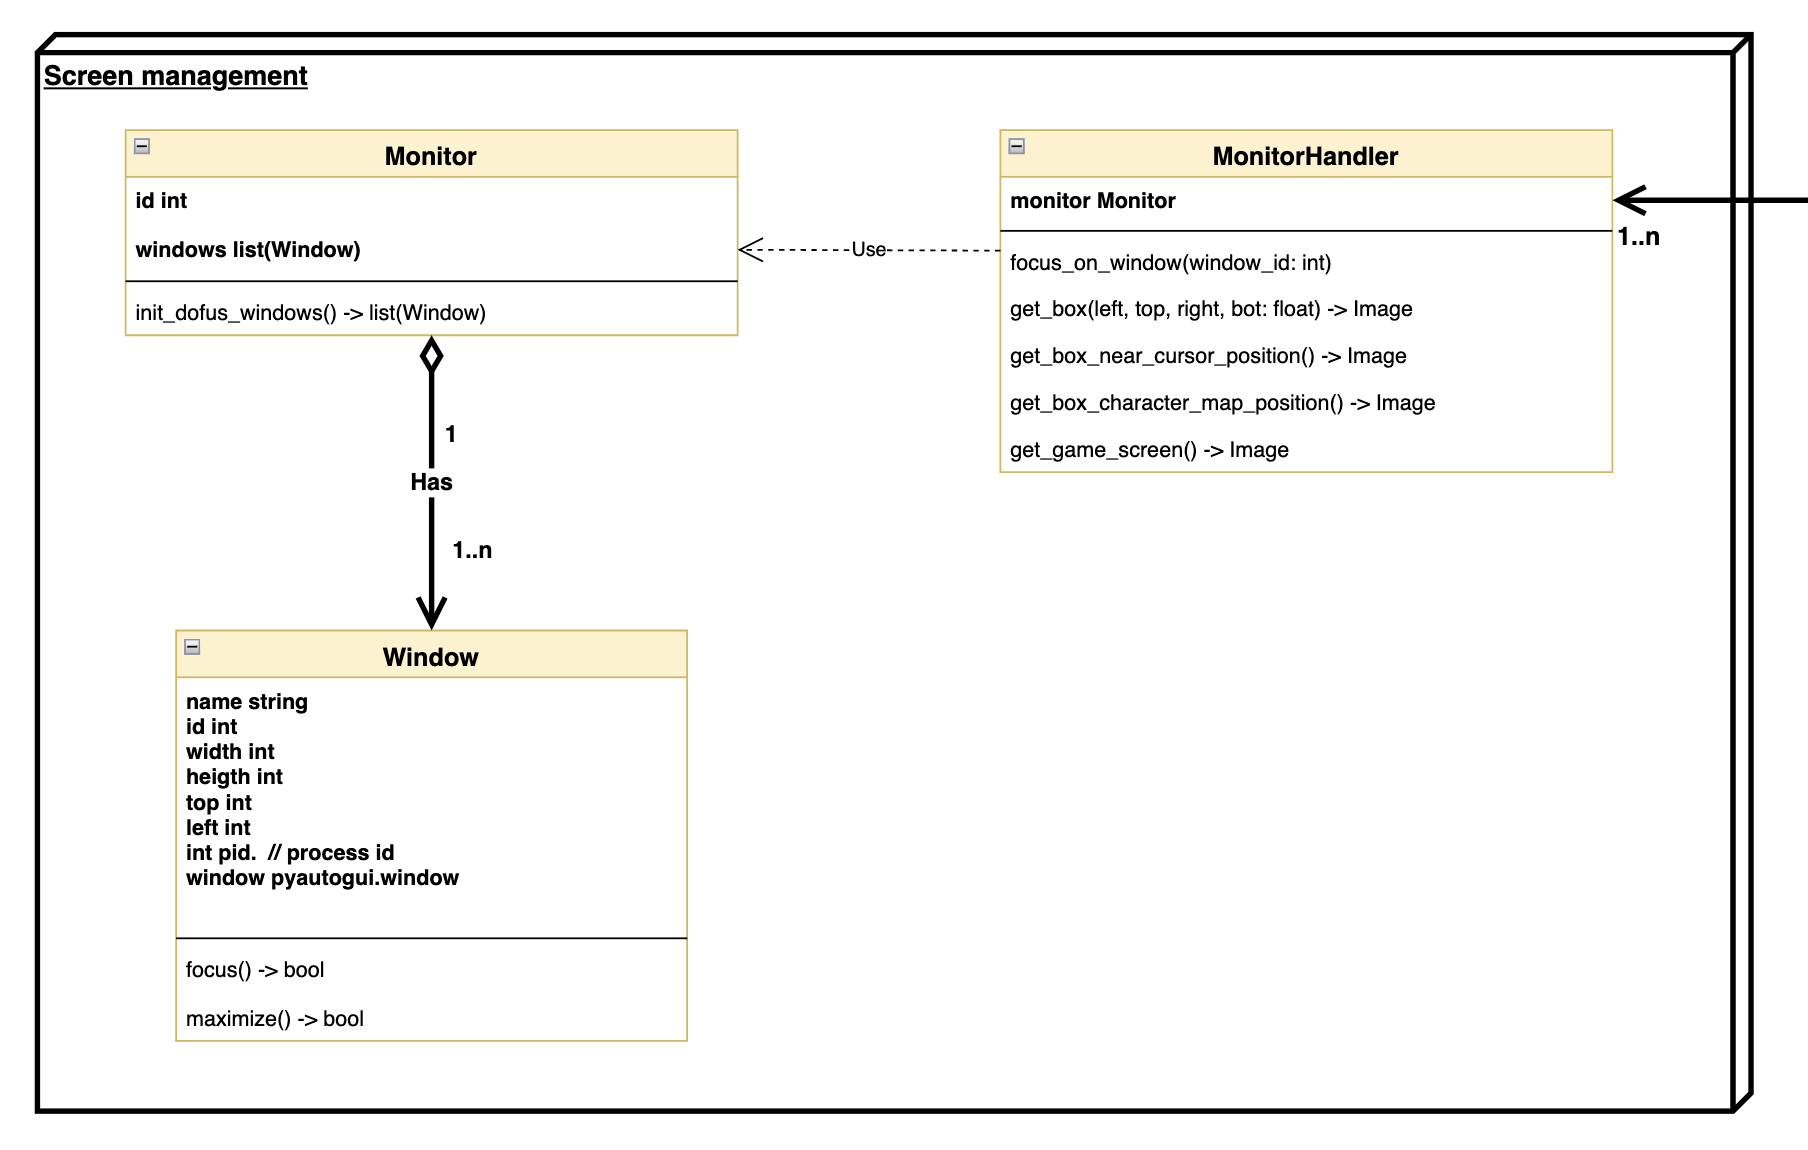 Screen management
Monitor
id int
windows list(Window)
init_dofus_windows() -> list(Window)
Use
MonitorHandler
monitor Monitor
focus_on_window(window_id: int)
get_box(left, top, right, bot: float) -> Image
get_box_near_cursor_position() -> Image
get_box_character_map_position() -> Image
get_game_screen() -> Image
1..n
1
Has
1..n
Window
name string
id int
width int
heigth int
top int
left int
int pid.  // process id
window pyautogui.window
focus() -> bool
maximize() -> bool